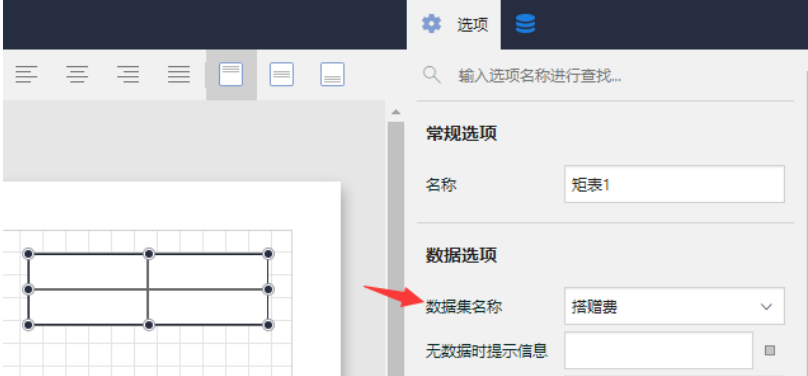 选项
输入选项名称进行查找...
常规选项
名称 矩表1
数据选项
数据集名称 搭赠费
无数据时提示信息